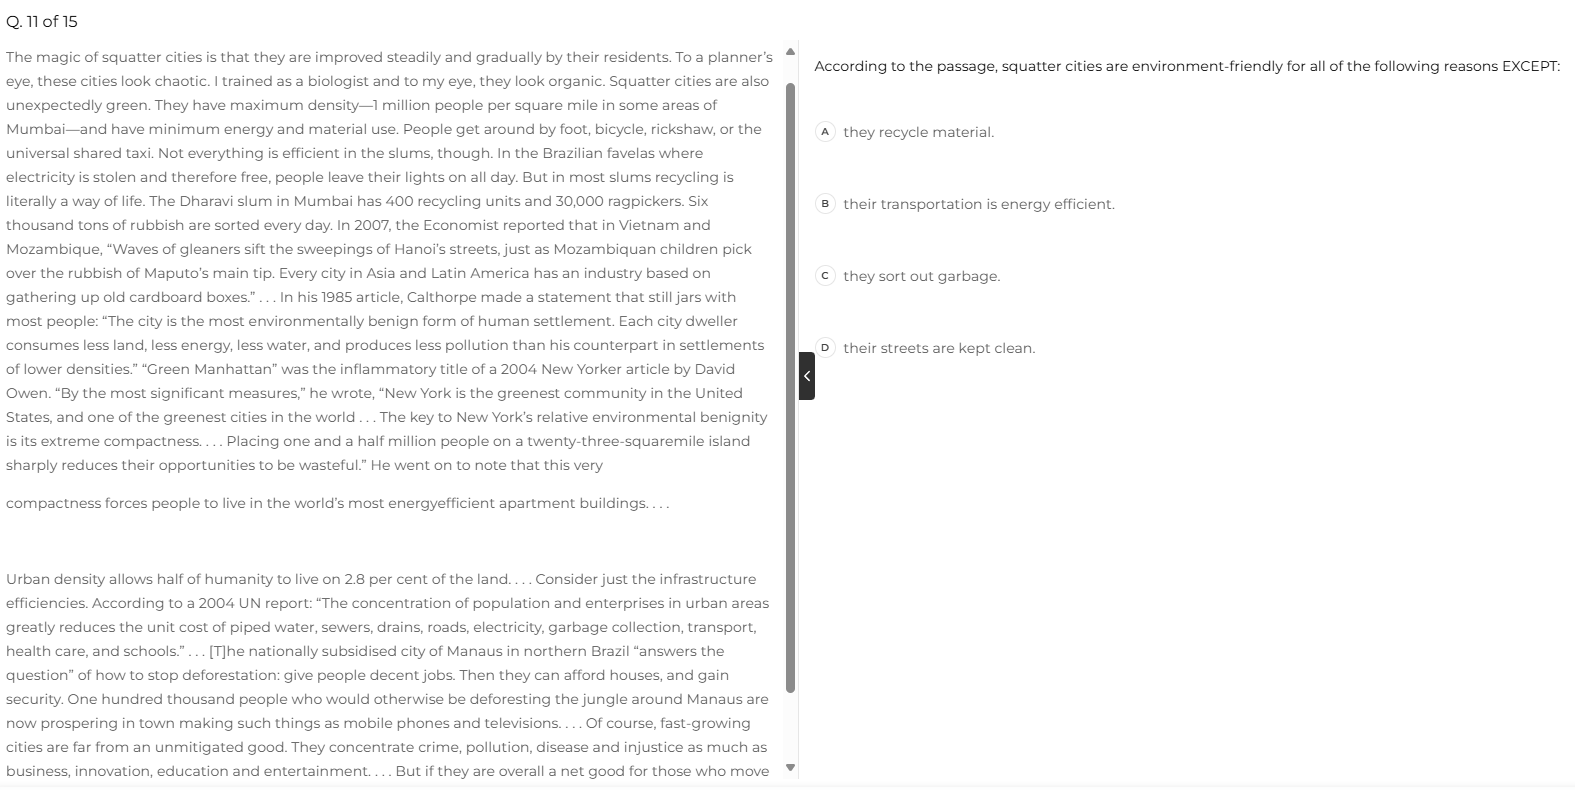 Q. 11 of 15
The magic of squatter cities is that they are improved steadily and gradually by their residents. To a planner’s
eye, these cities look chaotic. I trained as a biologist and to my eye, they look organic. Squatter cities are also
unexpectedly green. They have maximum density—1 million people per square mile in some areas of
Mumbai—and have minimum energy and material use. People get around by foot, bicycle, rickshaw, or the
universal shared taxi. Not everything is efficient in the slums, though. In the Brazilian favelas where
electricity is stolen and therefore free, people leave their lights on all day. But in most slums recycling is
literally a way of life. The Dharavi slum in Mumbai has 400 recycling units and 30,000 ragpickers. Six
thousand tons of rubbish are sorted every day. In 2007, the Economist reported that in Vietnam and
Mozambique, “Waves of gleaners sift the sweepings of Hanoi’s streets, just as Mozambiquan children pick
over the rubbish of Maputo’s main tip. Every city in Asia and Latin America has an industry based on
gathering up old cardboard boxes.” . . . In his 1985 article, Calthorpe made a statement that still jars with
most people: “The city is the most environmentally benign form of human settlement. Each city dweller
consumes less land, less energy, less water, and produces less pollution than his counterpart in settlements
of lower densities.” “Green Manhattan” was the inflammatory title of a 2004 New Yorker article by David
Owen. “By the most significant measures,” he wrote, “New York is the greenest community in the United
States, and one of the greenest cities in the world . . . The key to New York’s relative environmental benignity
is its extreme compactness. . . . Placing one and a half million people on a twenty-three-squaremile island
sharply reduces their opportunities to be wasteful.” He went on to note that this very
compactness forces people to live in the world’s most energyefficient apartment buildings. . . .
Urban density allows half of humanity to live on 2.8 per cent of the land. . . . Consider just the infrastructure
efficiencies. According to a 2004 UN report: “The concentration of population and enterprises in urban areas
greatly reduces the unit cost of piped water, sewers, drains, roads, electricity, garbage collection, transport,
health care, and schools.” . . . [T]he nationally subsidised city of Manaus in northern Brazil “answers the
question” of how to stop deforestation: give people decent jobs. Then they can afford houses, and gain
security. One hundred thousand people who would otherwise be deforesting the jungle around Manaus are
now prospering in town making such things as mobile phones and televisions. . . . Of course, fast-growing
cities are far from an unmitigated good. They concentrate crime, pollution, disease and injustice as much as
business, innovation, education and entertainment. . . . But if they are overall a net good for those who move
According to the passage, squatter cities are environment-friendly for all of the following reasons EXCEPT:
A they recycle material.
B their transportation is energy efficient.
C they sort out garbage.
D their streets are kept clean.